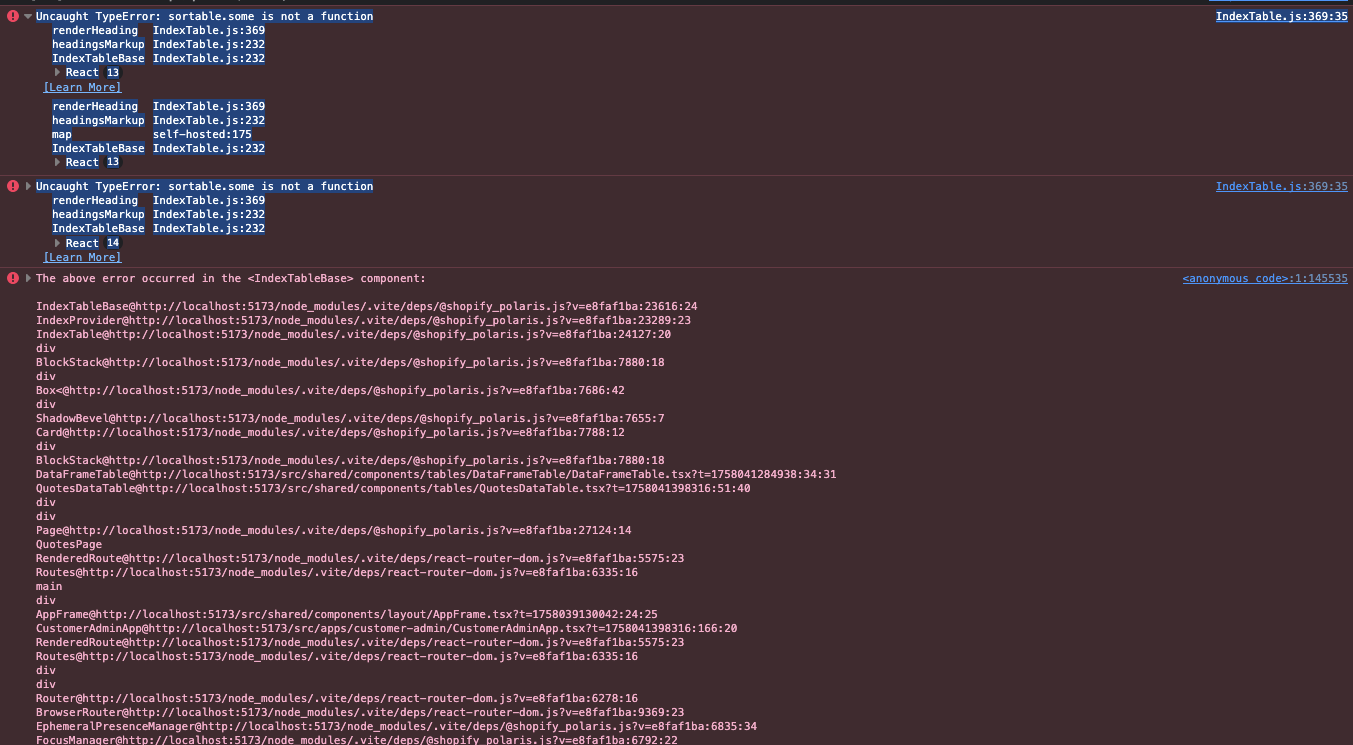 Uncaught TypeError: sortable.some is not a function IndexTable.js:369:35
renderHeading IndexTable.js:369
headingsMarkup IndexTable.js:232
IndexTableBase IndexTable.js:232
React 13
[Learn More]
renderHeading IndexTable.js:369
headingsMarkup IndexTable.js:232
map self-hosted:175
IndexTableBase IndexTable.js:232
React 13
Uncaught TypeError: sortable.some is not a function IndexTable.js:369:35
renderHeading IndexTable.js:369
headingsMarkup IndexTable.js:232
IndexTableBase IndexTable.js:232
React 14
[Learn More]
The above error occurred in the <IndexTableBase> component: <anonymous code>:1:145535
IndexTableBase@http://localhost:5173/node_modules/.vite/deps/@shopify_polaris.js?v=e8faf1ba:23616:24
IndexProvider@http://localhost:5173/node_modules/.vite/deps/@shopify_polaris.js?v=e8faf1ba:23289:23
IndexTable@http://localhost:5173/node_modules/.vite/deps/@shopify_polaris.js?v=e8faf1ba:24127:20
div
BlockStack@http://localhost:5173/node_modules/.vite/deps/@shopify_polaris.js?v=e8faf1ba:7880:18
div
Box<@http://localhost:5173/node_modules/.vite/deps/@shopify_polaris.js?v=e8faf1ba:7686:42
div
ShadowBevel@http://localhost:5173/node_modules/.vite/deps/@shopify_polaris.js?v=e8faf1ba:7655:7
Card@http://localhost:5173/node_modules/.vite/deps/@shopify_polaris.js?v=e8faf1ba:7788:12
div
BlockStack@http://localhost:5173/node_modules/.vite/deps/@shopify_polaris.js?v=e8faf1ba:7880:18
DataFrameTable@http://localhost:5173/src/shared/components/tables/DataFrameTable/DataFrameTable.tsx?t=1758041284938:34:31
QuotesDataTable@http://localhost:5173/src/shared/components/tables/QuotesDataTable.tsx?t=1758041398316:51:40
div
div
Page@http://localhost:5173/node_modules/.vite/deps/@shopify_polaris.js?v=e8faf1ba:27124:14
QuotesPage
RenderedRoute@http://localhost:5173/node_modules/.vite/deps/react-router-dom.js?v=e8faf1ba:5575:23
Routes@http://localhost:5173/node_modules/.vite/deps/react-router-dom.js?v=e8faf1ba:6335:16
main
div
AppFrame@http://localhost:5173/src/shared/components/layout/AppFrame.tsx?t=1758039130042:24:25
CustomerAdminApp@http://localhost:5173/src/apps/customer-admin/CustomerAdminApp.tsx?t=1758041398316:166:20
RenderedRoute@http://localhost:5173/node_modules/.vite/deps/react-router-dom.js?v=e8faf1ba:5575:23
Routes@http://localhost:5173/node_modules/.vite/deps/react-router-dom.js?v=e8faf1ba:6335:16
div
div
Router@http://localhost:5173/node_modules/.vite/deps/react-router-dom.js?v=e8faf1ba:6278:16
BrowserRouter@http://localhost:5173/node_modules/.vite/deps/react-router-dom.js?v=e8faf1ba:9369:23
EphemeralPresenceManager@http://localhost:5173/node_modules/.vite/deps/@shopify_polaris.js?v=e8faf1ba:6835:34
FocusManager@http://localhost:5173/node_modules/.vite/deps/@shopify_polaris.js?v=e8faf1ba:6792:22